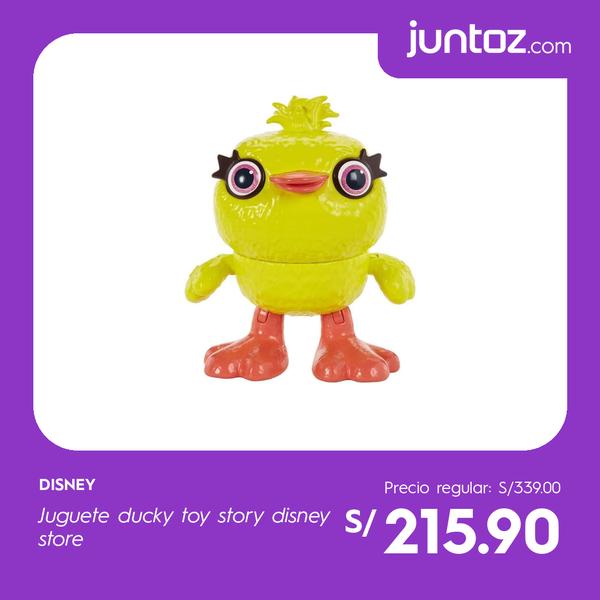 juntoz.com
DISNEY
Juguete ducky toy story disney
store
Precio regular: S/339.00
S/ 215.90